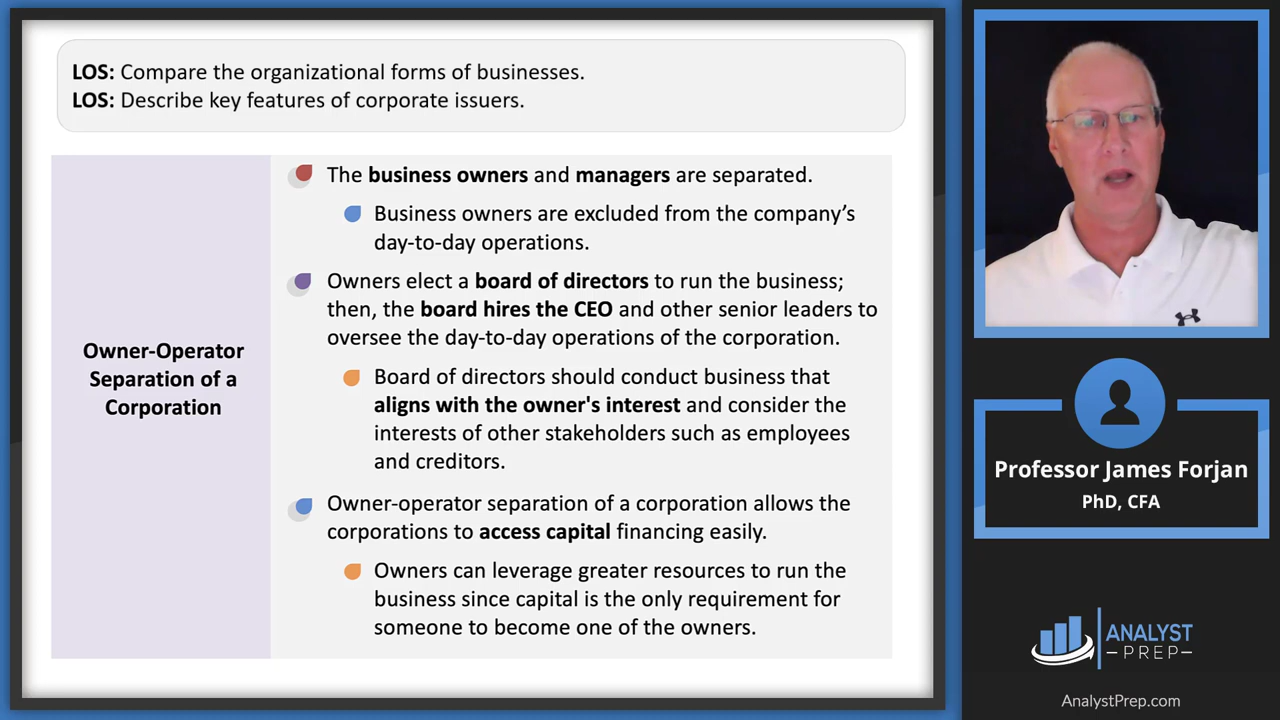 LOS: Compare the organizational forms of businesses.
LOS: Describe key features of corporate issuers.
Owner-Operator
Separation of a
Corporation
The business owners and managers are separated.
Business owners are excluded from the company’s
day-to-day operations.
Owners elect a board of directors to run the business;
then, the board hires the CEO and other senior leaders to
oversee the day-to-day operations of the corporation.
Board of directors should conduct business that
aligns with the owner's interest and consider the
interests of other stakeholders such as employees
and creditors.
Owner-operator separation of a corporation allows the
corporations to access capital financing easily.
Owners can leverage greater resources to run the
business since capital is the only requirement for
someone to become one of the owners.
Professor James Forjan
PhD, CFA
ANALYST
PREP
AnalystPrep.com